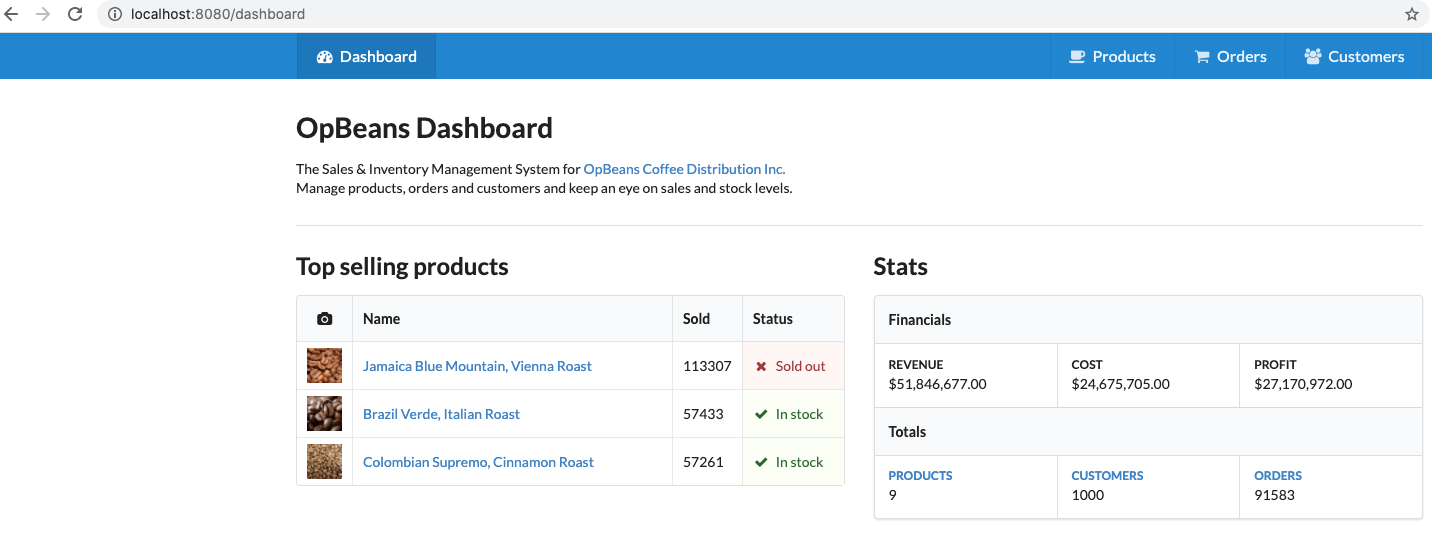 localhost:8080/dashboard
Dashboard
Products
Orders
Customers
OpBeans Dashboard
The Sales & Inventory Management System for OpBeans Coffee Distribution Inc.
Manage products, orders and customers and keep an eye on sales and stock levels.
Top selling products
Name Sold Status
Jamaica Blue Mountain, Vienna Roast 113307 Sold out
Brazil Verde, Italian Roast 57433 In stock
Colombian Supremo, Cinnamon Roast 57261 In stock
Stats
Financials
REVENUE COST PROFIT
$51,846,677.00 $24,675,705.00 $27,170,972.00
Totals
PRODUCTS CUSTOMERS ORDERS
9 1000 91583